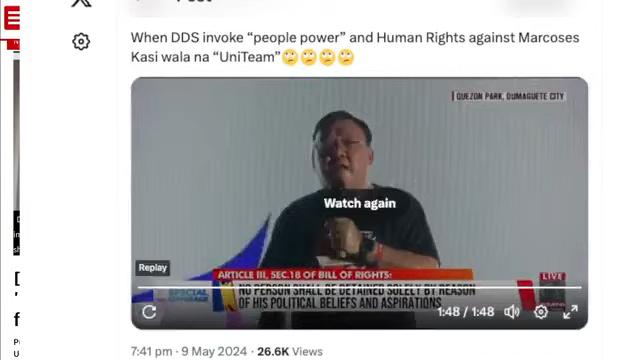 When DDS invoke “people power” and Human Rights against Marcoses
Kasi wala na “UniTeam”🙄🙄🙄🙄
QUEZON PARK, DUMAGUETE CITY
Watch again
Replay
ARTICLE III, SEC.18 OF BILL OF RIGHTS:
LIVE
SPECIAL COVERAGE
NO PERSON SHALL BE DETAINED SOLELY BY REASON
OF HIS POLITICAL BELIEFS AND ASPIRATIONS
1:48 / 1:48
7:41 pm · 9 May 2024 · 26.6K Views